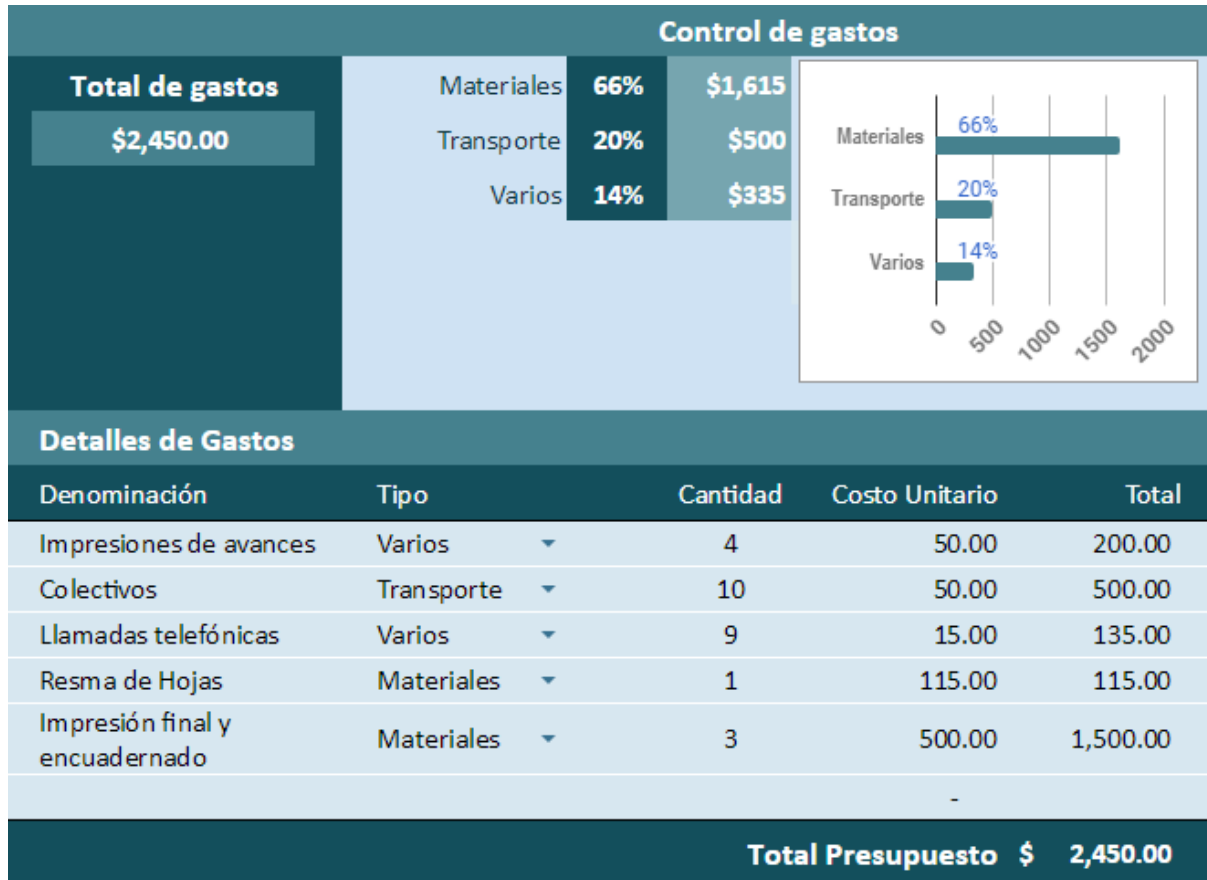 Control de gastos
Total de gastos
$2,450.00
Materiales 66% $1,615
Transporte 20% $500
Varios 14% $335
Materiales 66%
Transporte 20%
Varios 14%
0 500 1000 1500 2000
Detalles de Gastos
Denominación Tipo Cantidad Costo Unitario Total
Impresiones de avances Varios 4 50.00 200.00
Colectivos Transporte 10 50.00 500.00
Llamadas telefónicas Varios 9 15.00 135.00
Resma de Hojas Materiales 1 115.00 115.00
Impresión final y
encuadernado Materiales 3 500.00 1,500.00
-
Total Presupuesto $ 2,450.00